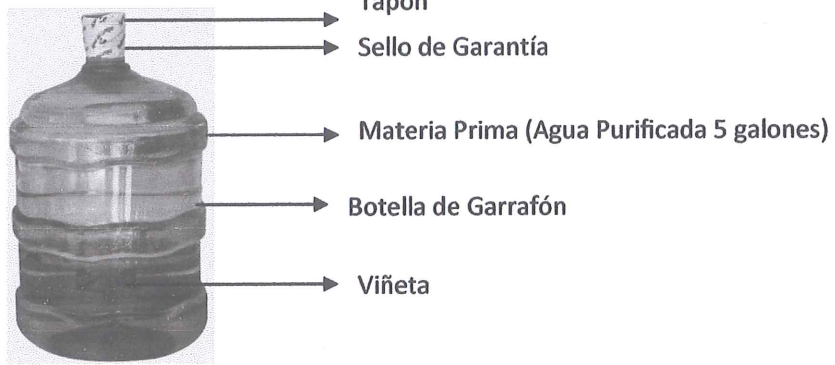 Tapón
Sello de Garantía
Materia Prima (Agua Purificada 5 galones)
Botella de Garrafón
Viñeta